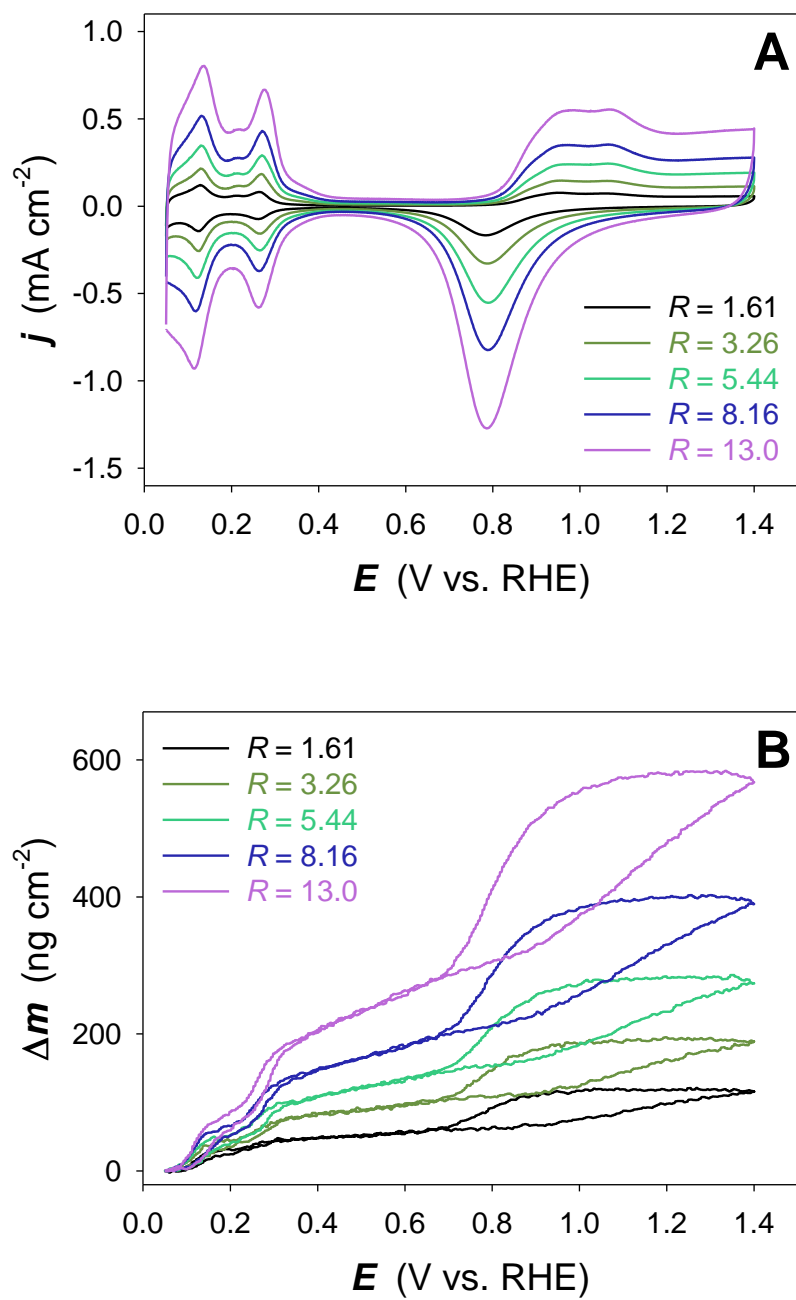 A
1.0
0.5
0.0
-0.5
-1.0
-1.5
j (mA cm-2)
R = 1.61
R = 3.26
R = 5.44
R = 8.16
R = 13.0
0.0 0.2 0.4 0.6 0.8 1.0 1.2 1.4
E (V vs. RHE)
B
R = 1.61
R = 3.26
R = 5.44
R = 8.16
R = 13.0
600
400
200
0
Δm (ng cm-2)
0.0 0.2 0.4 0.6 0.8 1.0 1.2 1.4
E (V vs. RHE)